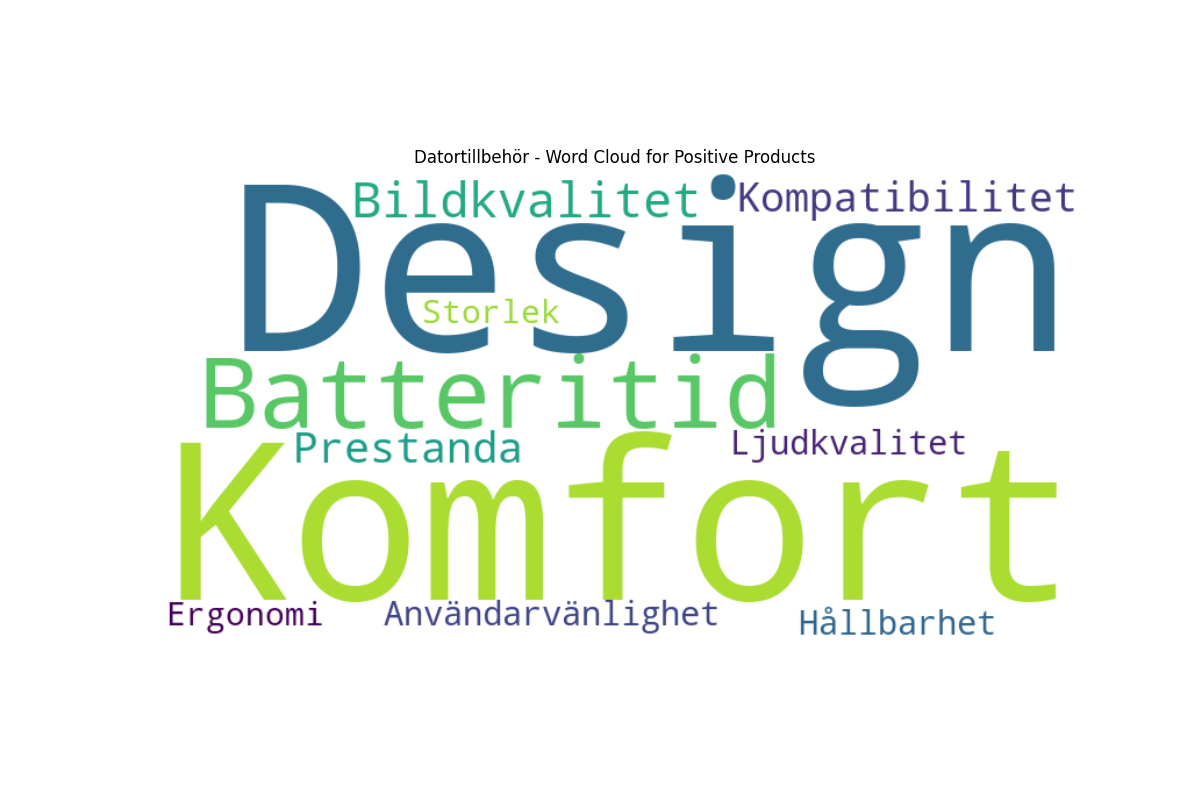 Datortillbehör - Word Cloud for Positive Products
Bildkvalitet
Kompatibilitet
Design
Storlek
Batteritid
Prestanda
Ljudkvalitet
Komfort
Ergonomi
Användarvänlighet
Hållbarhet